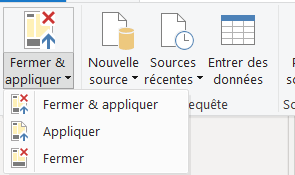 Fermer &
appliquer
Nouvelle
source
Sources
récentes
Entrer des
données
Fermer & appliquer
Appliquer
Fermer